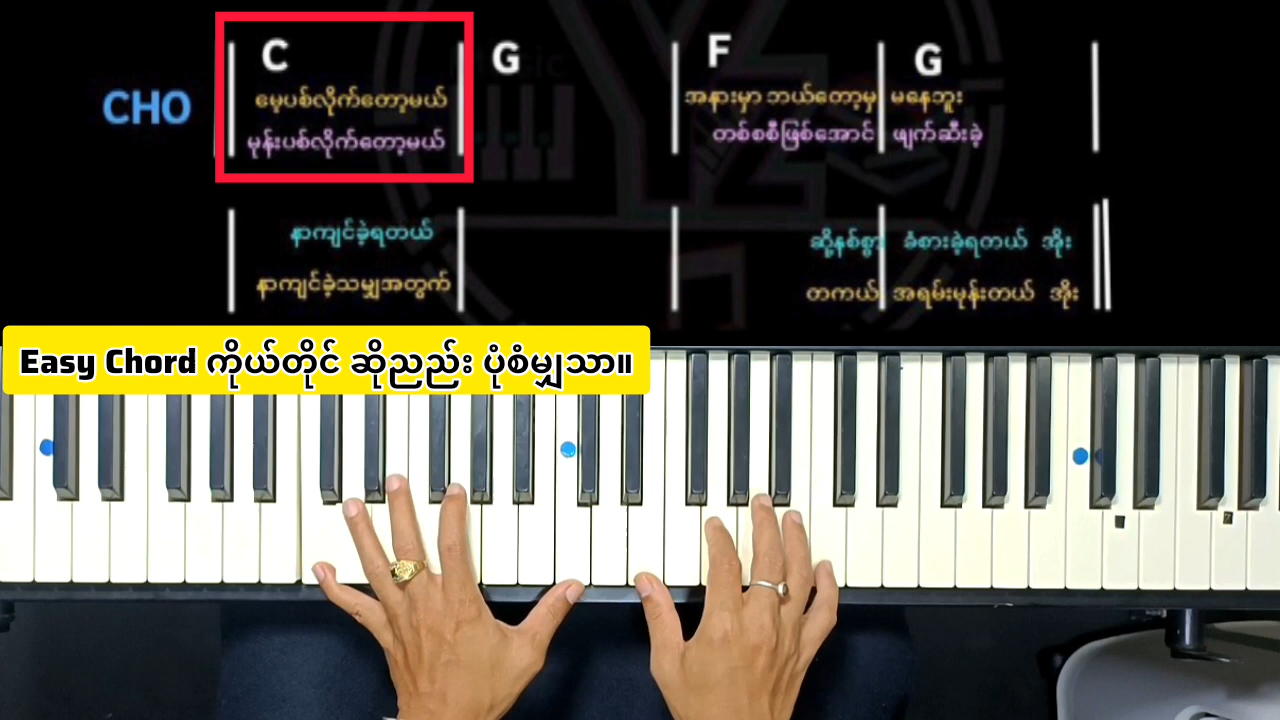 C G F G
CHO
မေ့ပစ်လိုက်တော့မယ် အနားမှာ ဘယ်တော့မှ မနေဘူး
မုန်းပစ်လိုက်တော့မယ် တစ်စစီဖြစ်အောင် ဖျက်ဆီးခဲ့
နာကျင်ခဲ့ရတယ် ဆို့နစ်စွာ ခံစားခဲ့ရတယ် အိုး
နာကျင်ခဲ့သမျှအတွက် တကယ် အရမ်းမုန်းတယ် အိုး
Easy Chord ကိုယ်တိုင် ဆိုညည်း ပုံစံမျှသာ။